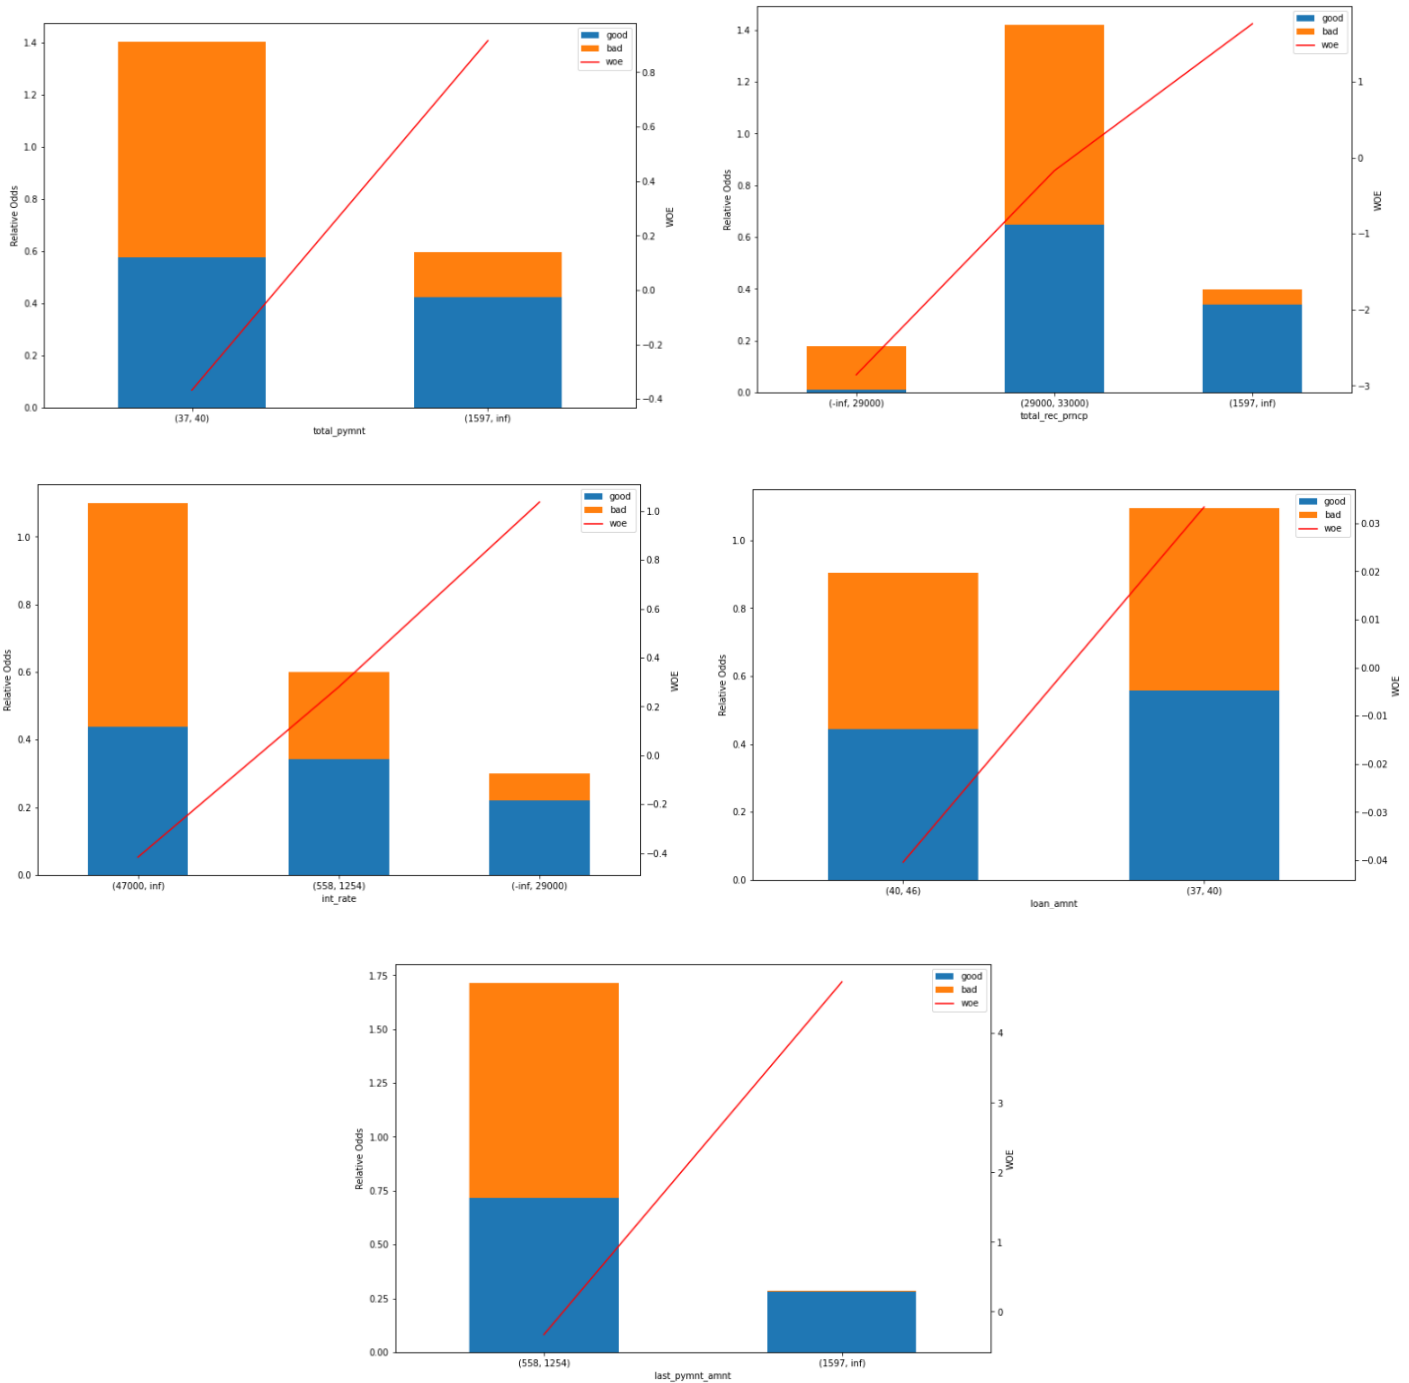 good
bad
woe
1.4
1.2
1.0
0.8
0.6
0.4
0.2
0.0
Relative Odds
0.8
0.6
0.4
0.2
0.0
−0.2
−0.4
WOE
(37, 40)
(1597, inf)
total_pymnt
good
bad
woe
1.4
1.2
1.0
0.8
0.6
0.4
0.2
0.0
Relative Odds
1
0
−1
−2
−3
WOE
(-inf, 29000)
(29000, 33000)
(1597, inf)
total_rec_prncp
good
bad
woe
1.0
0.8
0.6
0.4
0.2
0.0
Relative Odds
1.0
0.8
0.6
0.4
0.2
0.0
−0.2
−0.4
WOE
(47000, inf)
(558, 1254)
(-inf, 29000)
int_rate
good
bad
woe
1.0
0.8
0.6
0.4
0.2
0.0
Relative Odds
0.03
0.02
0.01
0.00
−0.01
−0.02
−0.03
−0.04
WOE
(40, 46)
(37, 40)
loan_amnt
good
bad
woe
1.75
1.50
1.25
1.00
0.75
0.50
0.25
0.00
Relative Odds
4
3
2
1
0
WOE
(558, 1254)
(1597, inf)
last_pymnt_amnt